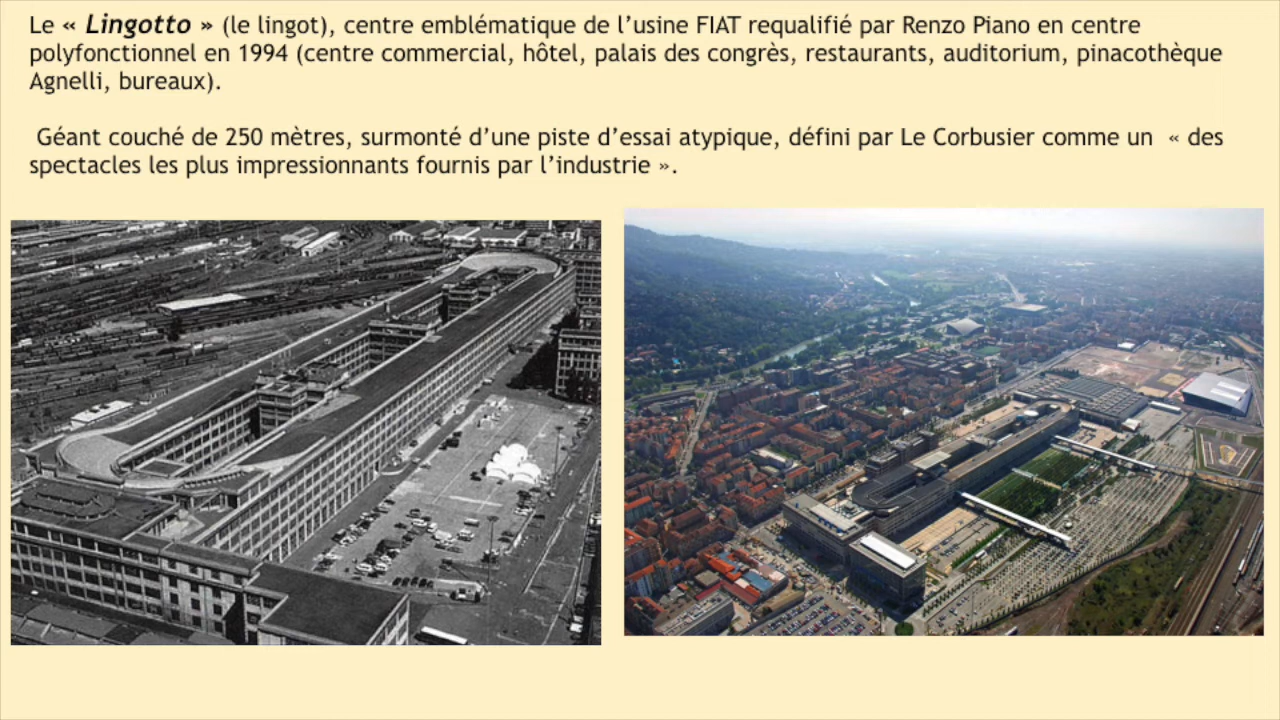 Le « Lingotto » (le lingot), centre emblématique de l’usine FIAT requalifié par Renzo Piano en centre
polyfonctionnel en 1994 (centre commercial, hôtel, palais des congrès, restaurants, auditorium, pinacothèque
Agnelli, bureaux).
Géant couché de 250 mètres, surmonté d’une piste d’essai atypique, défini par Le Corbusier comme un « des
spectacles les plus impressionnants fournis par l’industrie ».